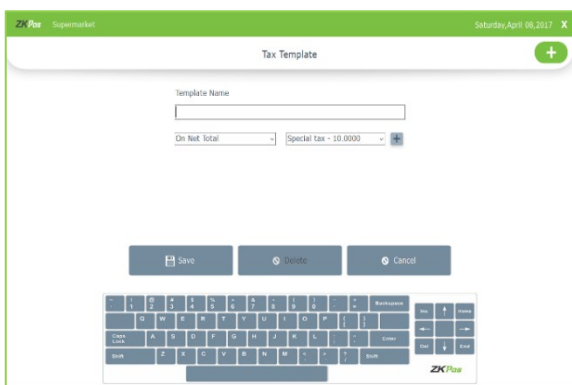 ZKPos Supermarket Saturday,April 08,2017 X
Tax Template
+
Template Name
On Net Total Special tax - 10.0000 +
Save Delete Cancel
Backspace
Q W E R T Y U I O P
Home
Caps Lock A S D F G H J K L Enter
Shift Z X C V B N M Shift
Del End
ZKPos